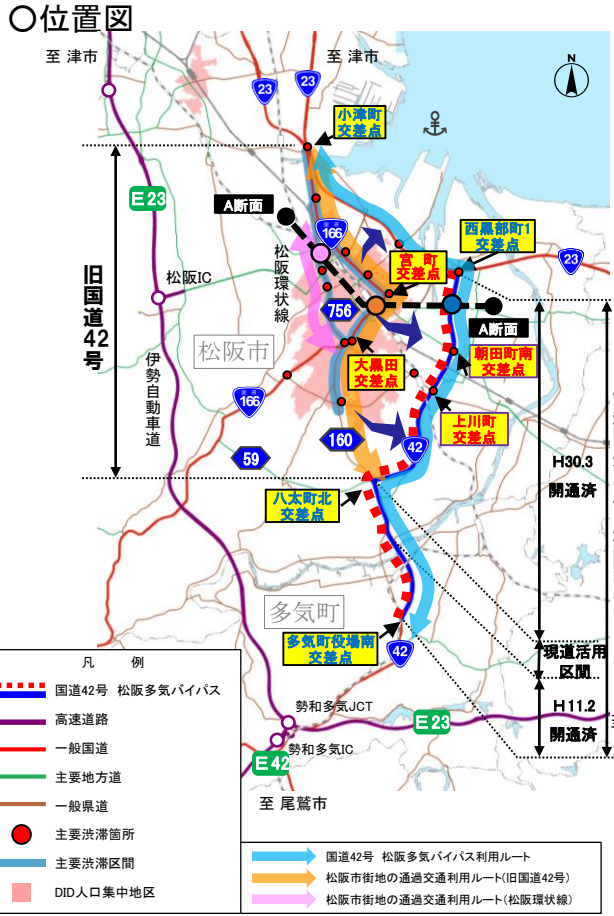 〇位置図
至 津市
至 津市
N
23
23
小津町
交差点
E23
A断面
国道
166
松阪環状線
宮 町
交差点
西黒部町1
交差点
23
旧国道42号
松阪IC
756
A断面
松阪市
大黒田
交差点
朝田町南
交差点
伊勢自動車道
166
上川町
交差点
160
42
59
H30.3
開通済
八太町北
交差点
多気町
多気町役場南
交差点
42
現道活用
区間
H11.2
開通済
勢和多気JCT
E23
勢和多気IC
E42
至 尾鷲市
凡 例
国道42号 松阪多気バイパス
高速道路
一般国道
主要地方道
一般県道
主要渋滞箇所
主要渋滞区間
DID人口集中地区
国道42号 松阪多気バイパス利用ルート
松阪市街地の通過交通利用ルート(旧国道42号)
松阪市街地の通過交通利用ルート(松阪環状線)